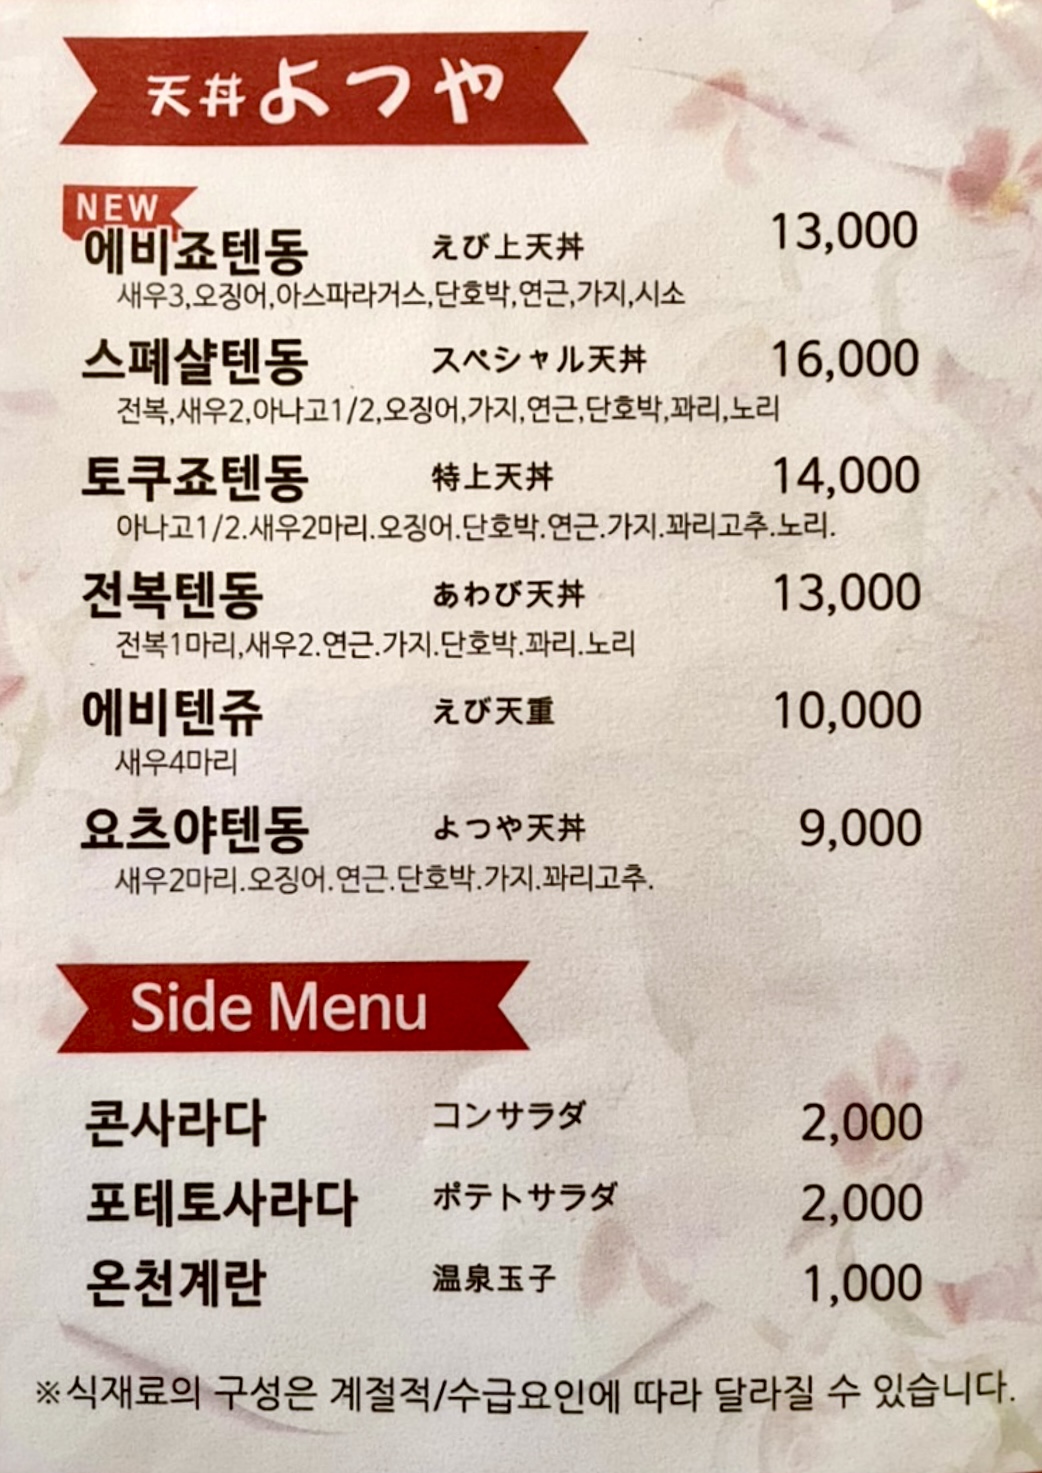 天丼よつや
NEW
에비죠텐동 えび上天丼 13,000
새우3,오징어,아스파라거스,단호박,연근,가지,시소
스페샬텐동 スペシャル天丼 16,000
전복,새우2,아나고1/2,오징어,가지,연근,단호박,꽈리,노리
토쿠죠텐동 特上天丼 14,000
아나고1/2.새우2마리.오징어.단호박.연근.가지.꽈리고추.노리.
전복텐동 あわび天丼 13,000
전복1마리,새우2.연근.가지.단호박.꽈리.노리
에비텐쥬 えび天重 10,000
새우4마리
요츠야텐동 よつや天丼 9,000
새우2마리.오징어.연근.단호박.가지.꽈리고추.
Side Menu
콘사라다 コンサラダ 2,000
포테토사라다 ポテトサラダ 2,000
온천계란 温泉玉子 1,000
※식재료의 구성은 계절적/수급요인에 따라 달라질 수 있습니다.